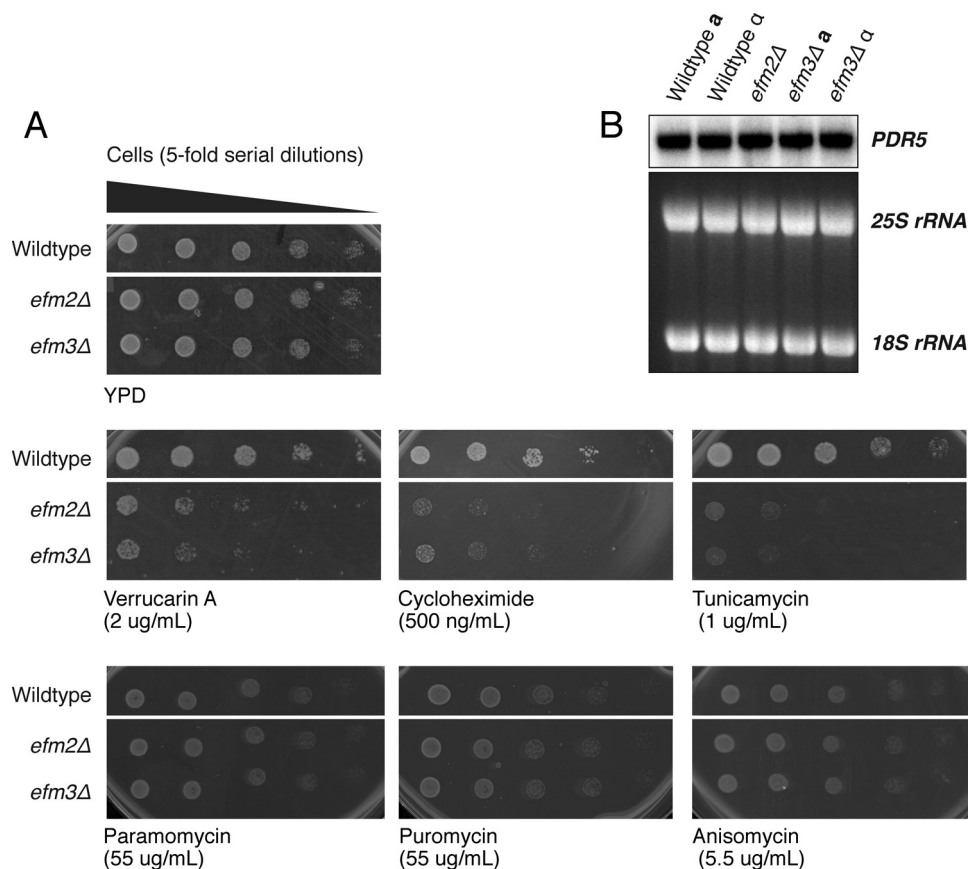 A
Cells (5-fold serial dilutions)
Wildtype
efm2Δ
efm3Δ
YPD
B
Wildtype a
Wildtype α
efm2Δ
efm3Δ a
efm3Δ α
PDR5
25S rRNA
18S rRNA
Wildtype
efm2Δ
efm3Δ
Verrucarin A
(2 ug/mL)
Cycloheximide
(500 ng/mL)
Tunicamycin
(1 ug/mL)
Wildtype
efm2Δ
efm3Δ
Paramomycin
(55 ug/mL)
Puromycin
(55 ug/mL)
Anisomycin
(5.5 ug/mL)